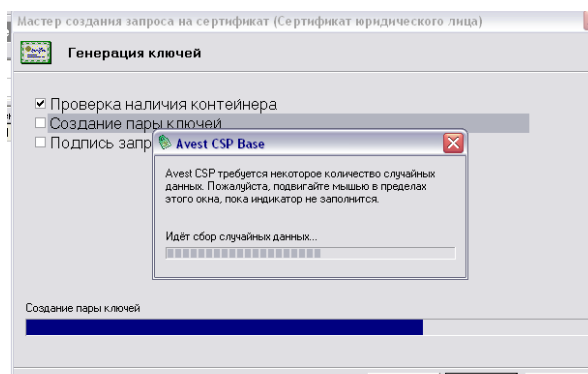 Мастер создания запроса на сертификат (Сертификат юридического лица)
Генерация ключей
Проверка наличия контейнера
Создание пары ключей
Подпись запр
Avest CSP Base
Avest CSP требуется некоторое количество случайных
данных. Пожалуйста, подвигайте мышью в пределах
этого окна, пока индикатор не заполнится.
Идёт сбор случайных данных...
Создание пары ключей